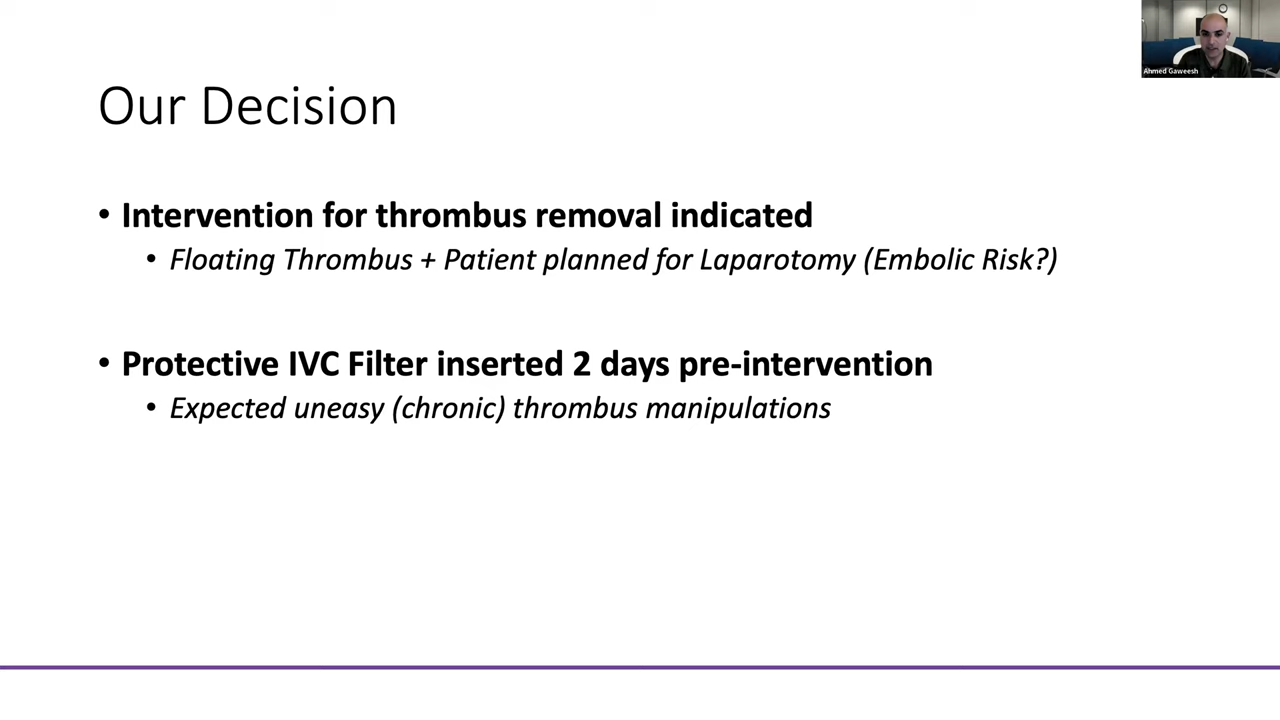 Ahmed Gaweesh
Our Decision
• Intervention for thrombus removal indicated
• Floating Thrombus + Patient planned for Laparotomy (Embolic Risk?)
• Protective IVC Filter inserted 2 days pre-intervention
• Expected uneasy (chronic) thrombus manipulations